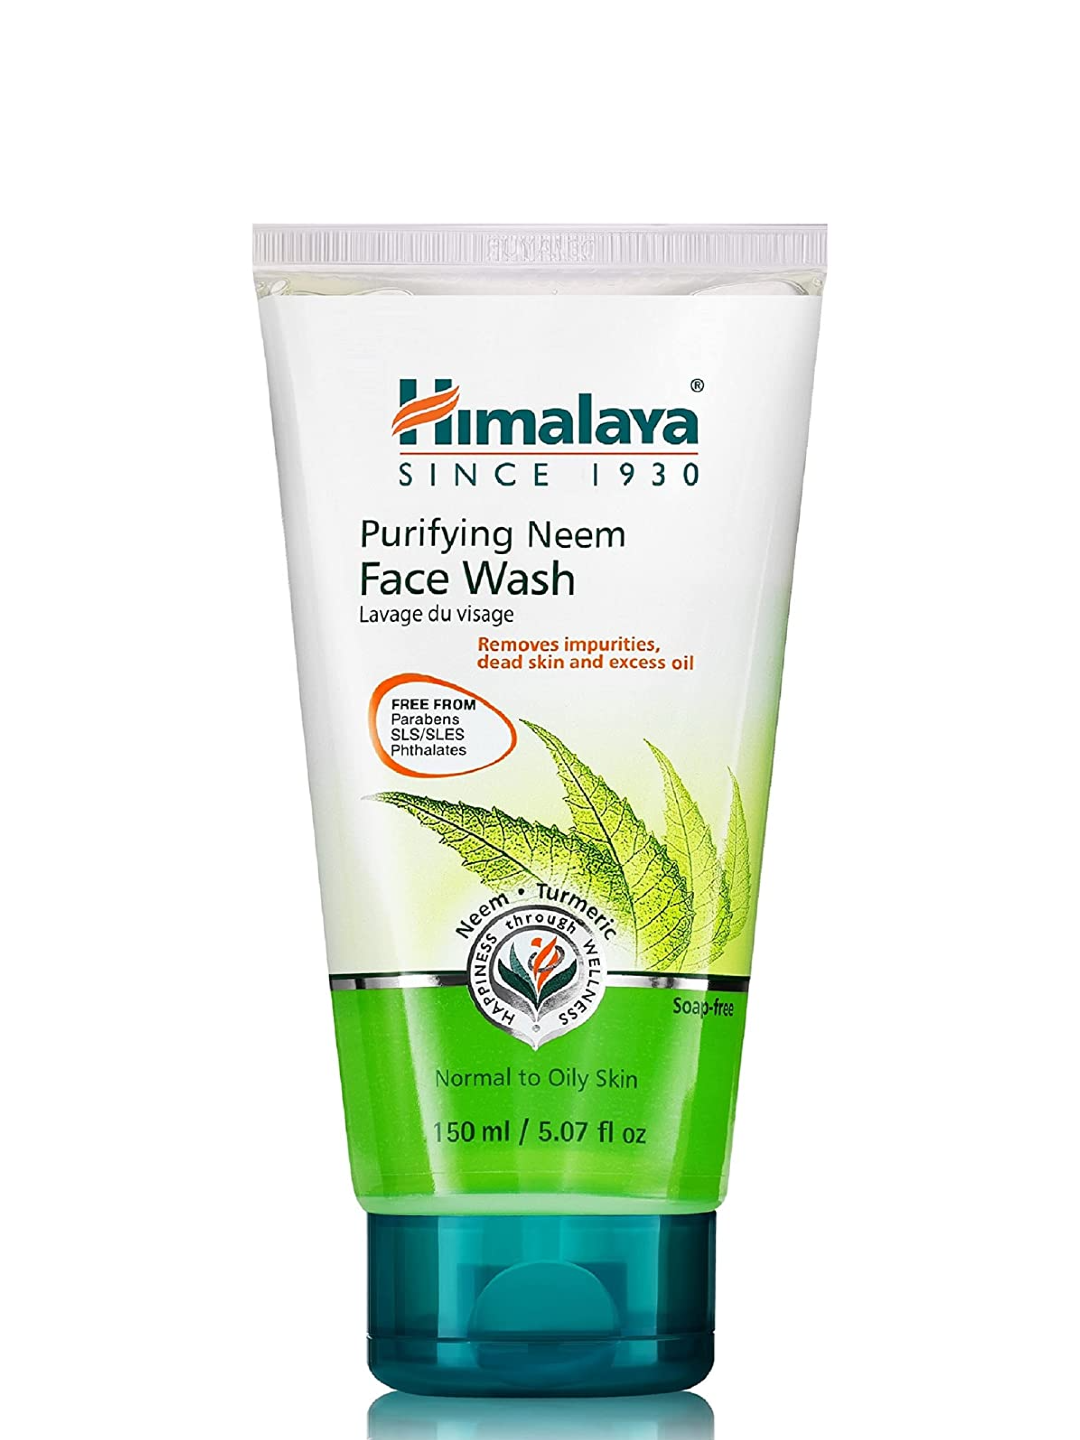 Himalaya®
SINCE 1930
Purifying Neem
Face Wash
Lavage du visage
Removes impurities,
dead skin and excess oil
FREE FROM
Parabens
SLS/SLES
Phthalates
Neem • Turmeric
HAPPINESS through WELLNESS
®
Soap-free
Normal to Oily Skin
150 ml / 5.07 fl oz